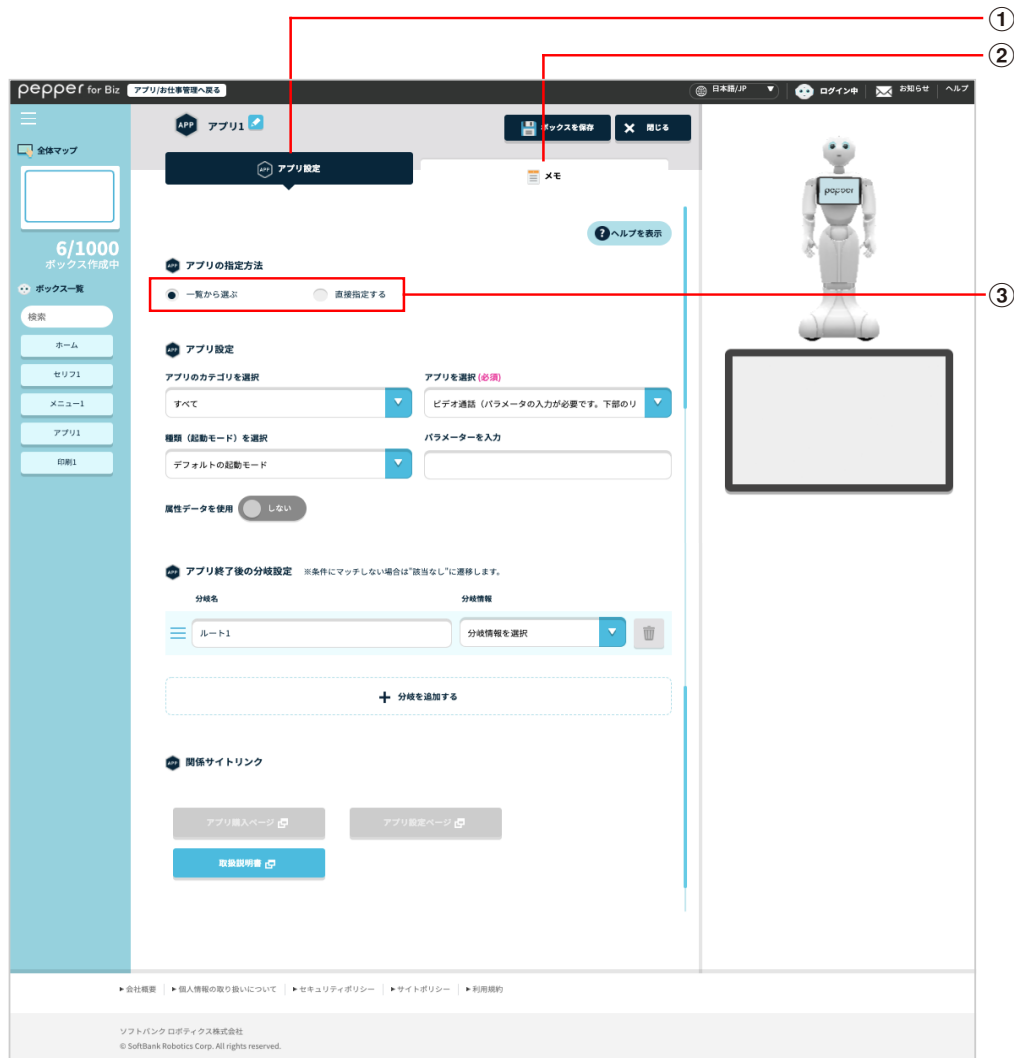 ①
②
pepper for Biz アプリ/お仕事管理へ戻る 日本語/JP ▼ ログイン中 お知らせ ヘルプ
APP アプリ1 ボックスを保存 閉じる
全体マップ
APP アプリ設定 メモ
pepper
?ヘルプを表示
6/1000
ボックス作成中
APP アプリの指定方法
ボックス一覧
一覧から選ぶ 直接指定する
③
検索
ホーム
APP アプリ設定
セリフ1
アプリのカテゴリを選択 アプリを選択 (必須)
メニュー1
すべて ビデオ通話（パラメータの入力が必要です。下部のリ
アプリ1
種類（起動モード）を選択 パラメーターを入力
印刷1
デフォルトの起動モード
属性データを使用 しない
APP アプリ終了後の分岐設定 ※条件にマッチしない場合は"該当なし"に遷移します。
分岐名 分岐情報
ルート1 分岐情報を選択
+ 分岐を追加する
APP 関係サイトリンク
アプリ購入ページ アプリ設定ページ
取扱説明書
▶会社概要 ▶個人情報の取り扱いについて ▶セキュリティポリシー ▶サイトポリシー ▶利用規約
ソフトバンク ロボティクス株式会社
© SoftBank Robotics Corp. All rights reserved.